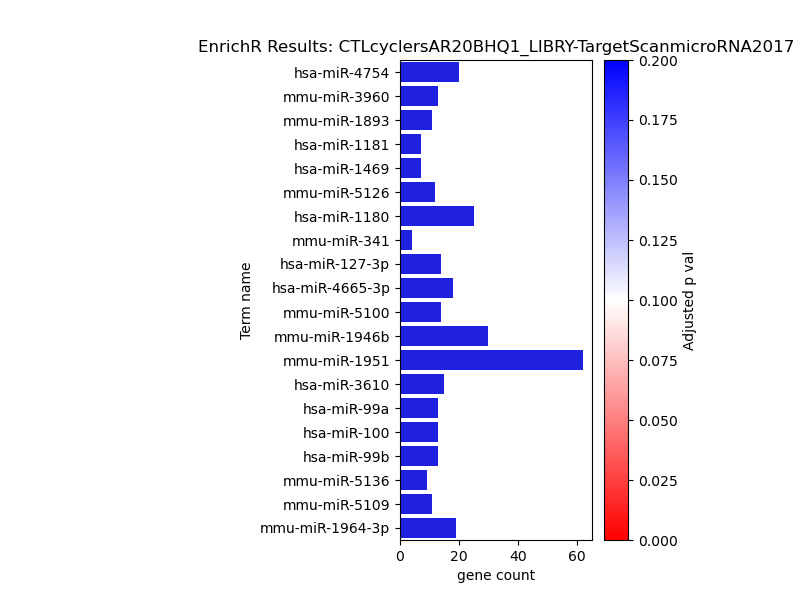 EnrichR Results: CTLcyclersAR20BHQ1_LIBRY-TargetScanmicroRNA2017
hsa-miR-4754
mmu-miR-3960
mmu-miR-1893
hsa-miR-1181
hsa-miR-1469
mmu-miR-5126
hsa-miR-1180
mmu-miR-341
hsa-miR-127-3p
hsa-miR-4665-3p
mmu-miR-5100
mmu-miR-1946b
mmu-miR-1951
hsa-miR-3610
hsa-miR-99a
hsa-miR-100
hsa-miR-99b
mmu-miR-5136
mmu-miR-5109
mmu-miR-1964-3p
Term name
0 20 40 60
gene count
0.200
0.175
0.150
0.125
0.100
0.075
0.050
0.025
0.000
Adjusted p val